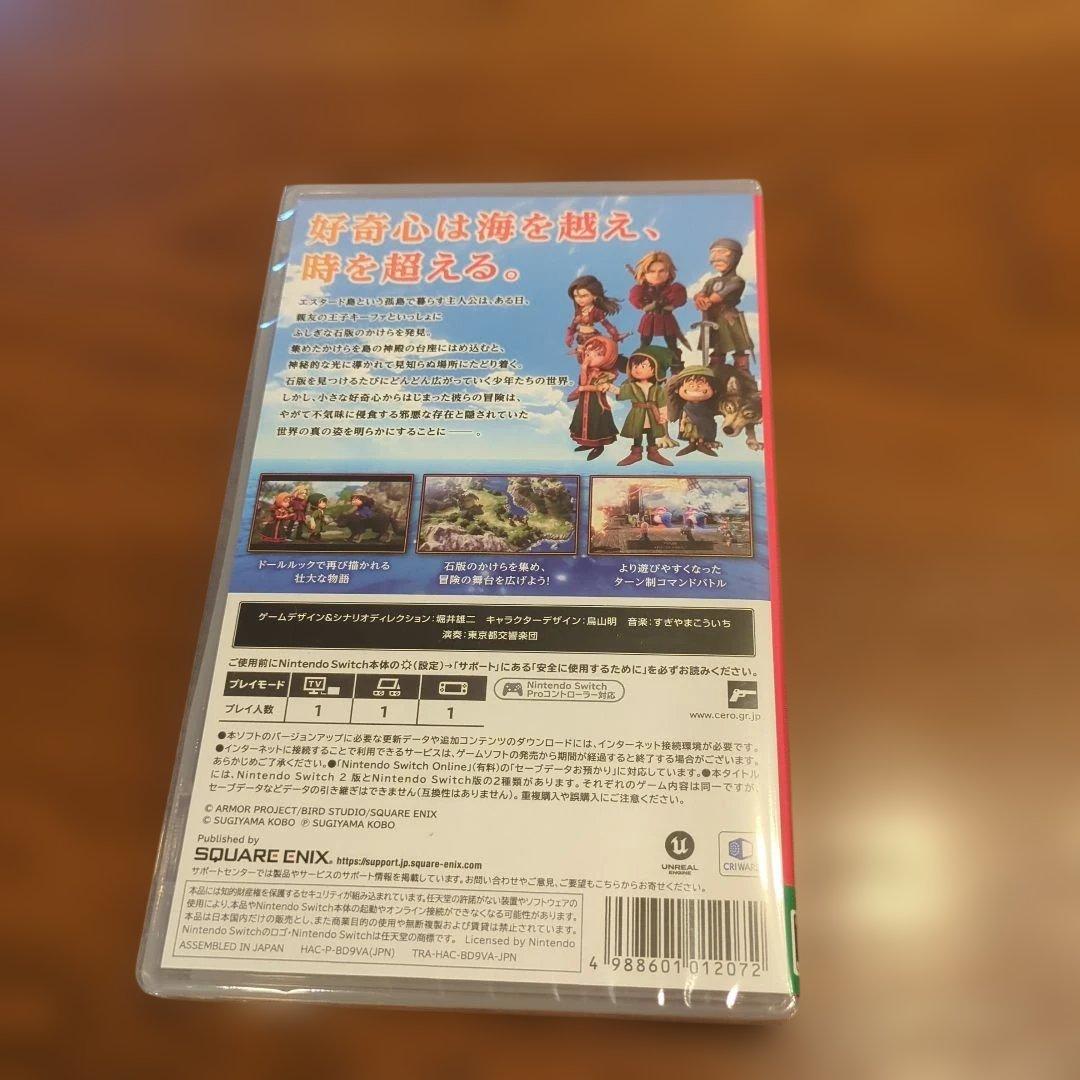 好奇心は海を越え、
時を超える。
エスタード島という孤島で暮らす主人公は、ある日、
親友の王子キーファといっしょに
ふしぎな石版のかけらを発見。
集めたかけらを島の神殿の台座にはめ込むと、
神秘的な光に導かれて見知らぬ場所にたどり着く。
石版を見つけるたびにどんどん広がっていく少年たちの世界。
しかし、小さな好奇心からはじまった彼らの冒険は、
やがて不気味に侵食する邪悪な存在と隠されていた
世界の真の姿を明らかにすることに――。
ドールルックで再び描かれる
壮大な物語
石版のかけらを集め、
冒険の舞台を広げよう!
より遊びやすくなった
ターン制コマンドバトル
ゲームデザイン&シナリオディレクション:堀井雄二 キャラクターデザイン:鳥山明 音楽:すぎやまこういち
演奏:東京都交響楽団
ご使用前にNintendo Switch本体の(設定)→「サポート」にある「安全に使用するために」を必ずお読みください。
プレイモード TV
プレイ人数 1 1 1
Nintendo Switch
Proコントローラー対応
www.cero.gr.jp
●本ソフトのバージョンアップに必要な更新データや追加コンテンツのダウンロードには、インターネット接続環境が必要です。
●インターネットに接続することで利用できるサービスは、ゲームソフトの発売から期間が経過すると終了する場合がございます。
あらかじめご了承ください。●「Nintendo Switch Online」(有料)の「セーブデータお預かり」に対応しています。●本タイトル
には、Nintendo Switch 2 版とNintendo Switch版の2種類があります。それぞれのゲーム内容は同一ですが、
セーブデータなどデータの引き継ぎはできません(互換性はありません)。重複購入や誤購入にご注意ください。
© ARMOR PROJECT/BIRD STUDIO/SQUARE ENIX
© SUGIYAMA KOBO ℗ SUGIYAMA KOBO
Published by
SQUARE ENIX. https://support.jp.square-enix.com
UNREAL
ENGINE
CRIWARE
サポートセンターでは製品やサービスのサポート情報を掲載しています。お問い合わせやご意見、ご要望もこちらからお寄せください。
本品には知的財産権を保護するセキュリティが組み込まれています。任天堂の許諾がない装置やソフトウェアの
使用により、本品やNintendo Switch本体の起動やオンライン接続ができなくなる可能性があります。
本品は日本国内だけの販売とし、また商業目的の使用や無断複製および賃貸は禁止されています。
Nintendo Switchのロゴ・Nintendo Switchは任天堂の商標です。 Licensed by Nintendo
ASSEMBLED IN JAPAN HAC-P-BD9VA(JPN) TRA-HAC-BD9VA-JPN
4 988601 012072